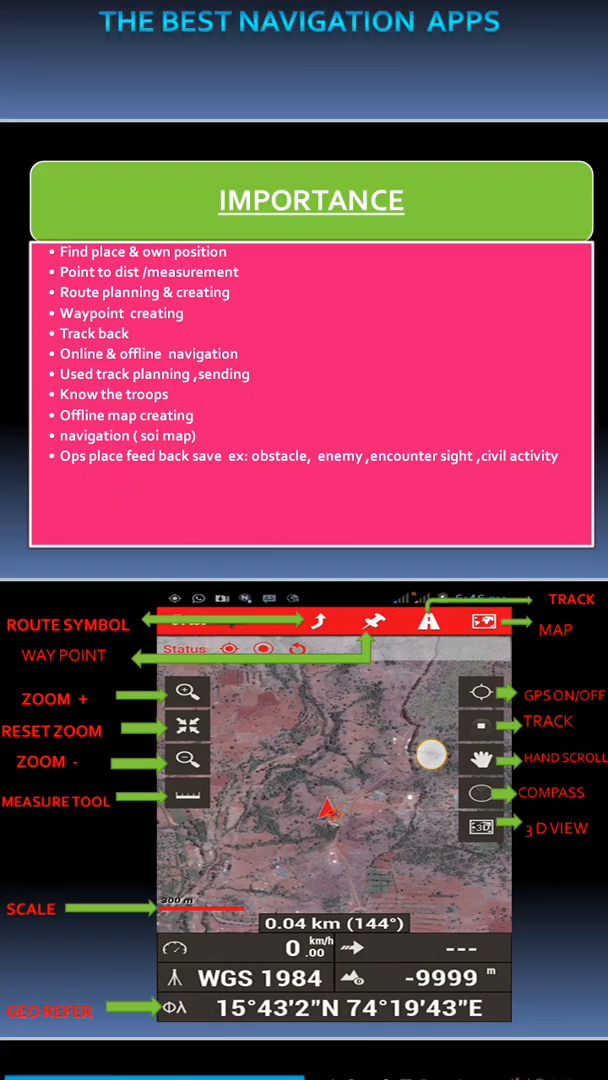 THE BEST NAVIGATION APPS
IMPORTANCE
• Find place & own position
• Point to dist /measurement
• Route planning & creating
• Waypoint creating
• Track back
• Online & offline navigation
• Used track planning ,sending
• Know the troops
• Offline map creating
• navigation ( soi map)
• Ops place feed back save ex: obstacle, enemy ,encounter sight ,civil activity
TRACK
ROUTE SYMBOL
MAP
WAY POINT
Status
ZOOM +
GPS ON/OFF
RESET ZOOM
TRACK
ZOOM -
HAND SCROLL
MEASURE TOOL
COMPASS
3D
3 D VIEW
300 m
SCALE
0.04 km (144°)
0 .00 km/h
---
WGS 1984
-9999 m
GEO REFER
Φλ 15°43'2"N 74°19'43"E